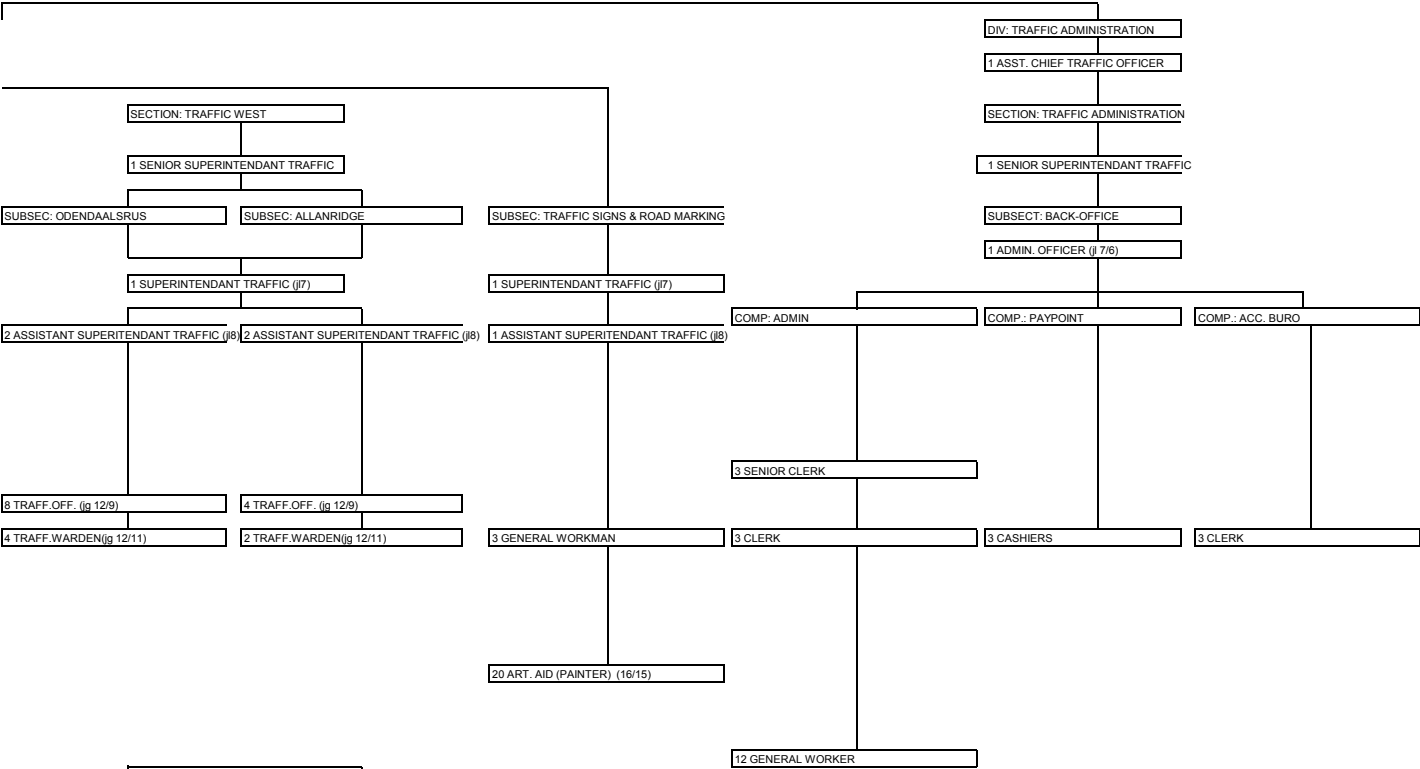 DIV: TRAFFIC ADMINISTRATION
1 ASST. CHIEF TRAFFIC OFFICER
SECTION: TRAFFIC WEST
SECTION: TRAFFIC ADMINISTRATION
1 SENIOR SUPERINTENDANT TRAFFIC
1 SENIOR SUPERINTENDANT TRAFFIC
SUBSEC: ODENDAALSRUS
SUBSEC: ALLANRIDGE
SUBSEC: TRAFFIC SIGNS & ROAD MARKING
SUBSECT: BACK-OFFICE
1 ADMIN. OFFICER (jl 7/6)
1 SUPERINTENDANT TRAFFIC (jl7)
1 SUPERINTENDANT TRAFFIC (jl7)
COMP: ADMIN
COMP.: PAYPOINT
COMP.: ACC. BURO
2 ASSISTANT SUPERITENDANT TRAFFIC (jl8)
2 ASSISTANT SUPERITENDANT TRAFFIC (jl8)
1 ASSISTANT SUPERITENDANT TRAFFIC (jl8)
3 SENIOR CLERK
8 TRAFF.OFF. (jg 12/9)
4 TRAFF.OFF. (jg 12/9)
4 TRAFF.WARDEN(jg 12/11)
2 TRAFF.WARDEN(jg 12/11)
3 GENERAL WORKMAN
3 CLERK
3 CASHIERS
3 CLERK
20 ART. AID (PAINTER) (16/15)
12 GENERAL WORKER